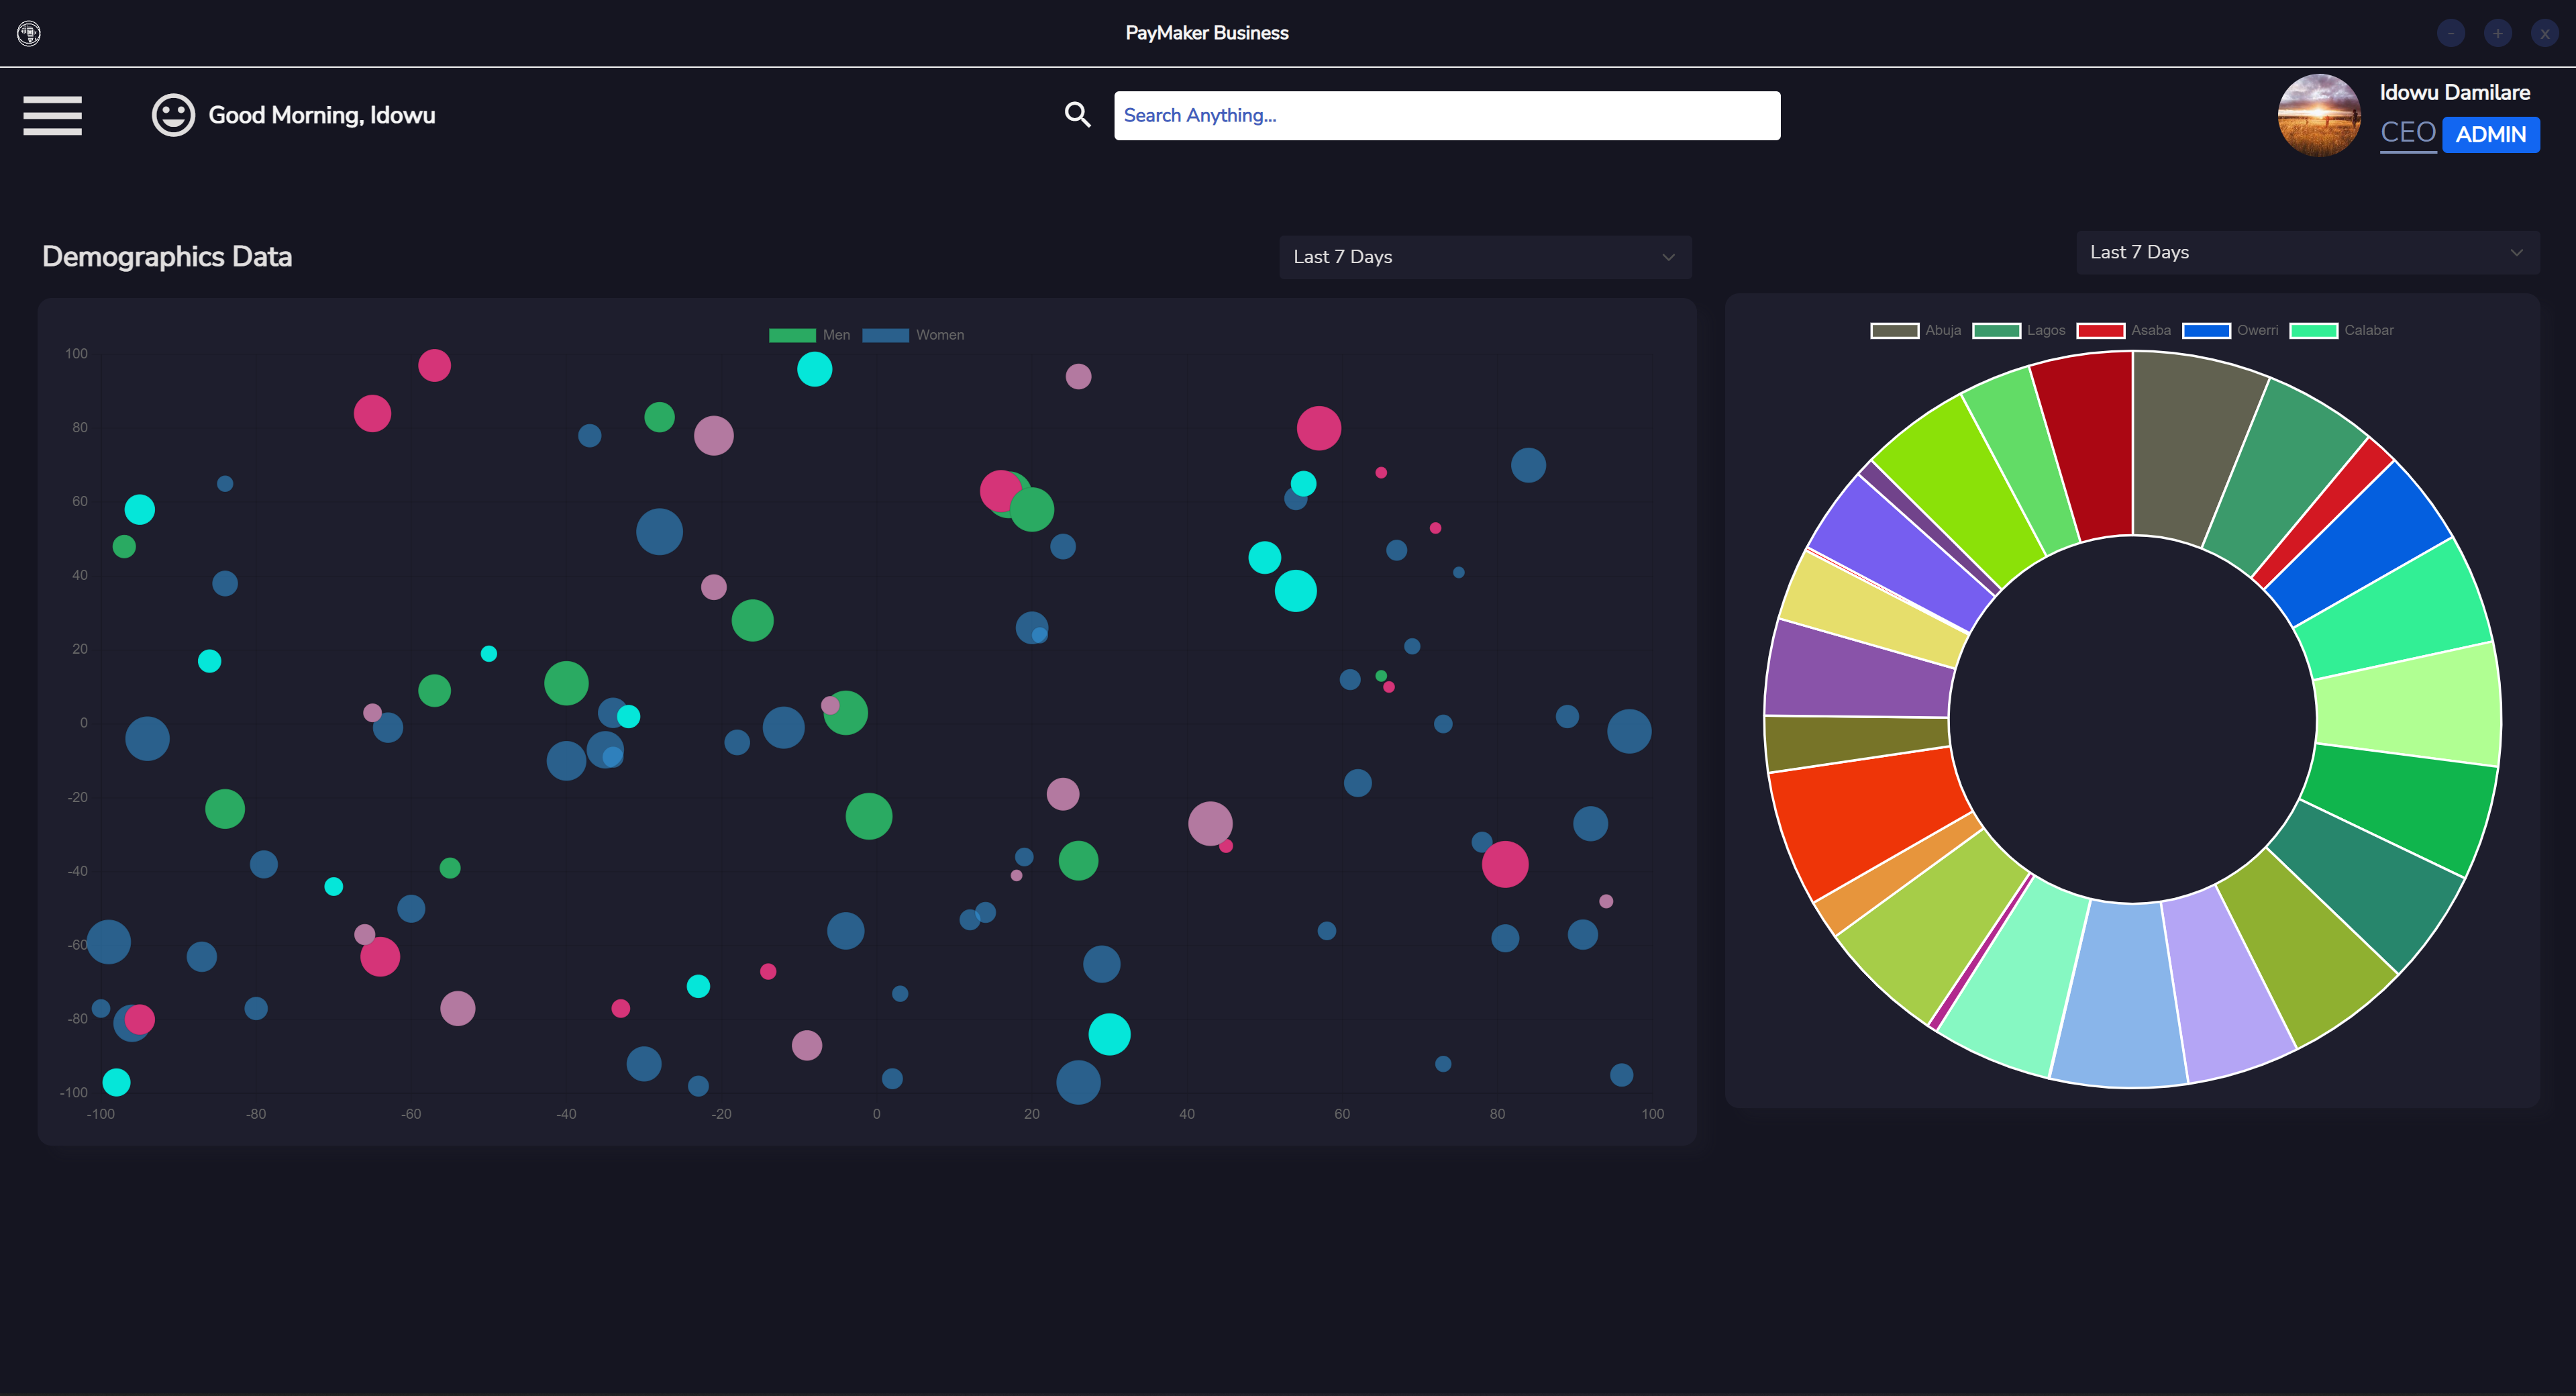 PayMaker Business
- + x
Good Morning, Idowu
Search Anything...
Idowu Damilare
CEO ADMIN
Demographics Data
Last 7 Days
Last 7 Days
Men Women
100
80
60
40
20
0
-20
-40
-60
-80
-100
-100 -80 -60 -40 -20 0 20 40 60 80 100
Abuja Lagos Asaba Owerri Calabar